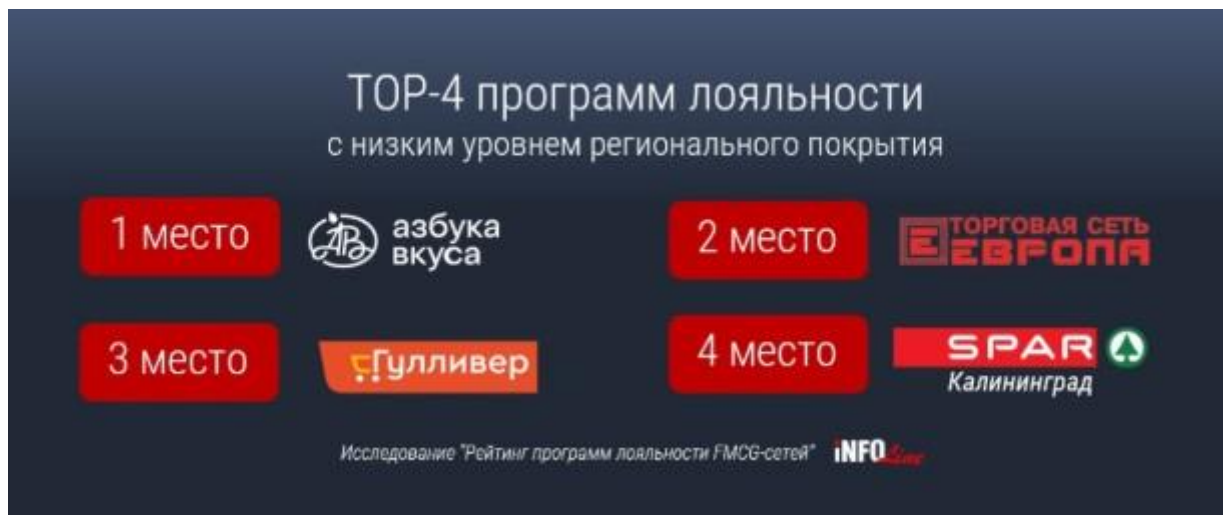 TOP-4 программ лояльности
с низким уровнем регионального покрытия
1 место
азбука
вкуса
2 место
ТОРГОВАЯ СЕТЬ
ЕВРОПА
3 место
Гулливер
4 место
SPAR
Калининград
Исследование "Рейтинг программ лояльности FMCG-сетей"
iNFOLine